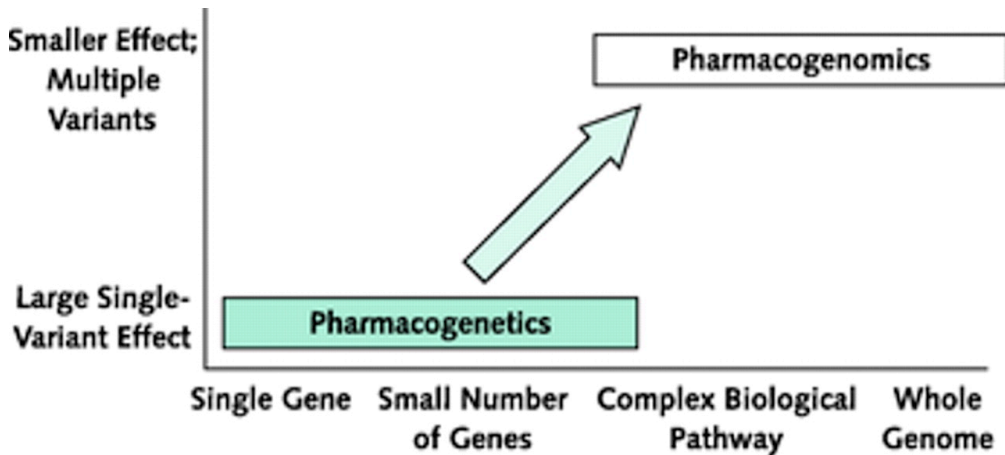 Smaller Effect;
Multiple
Variants
Pharmacogenomics
Large Single-
Variant Effect
Pharmacogenetics
Single Gene
Small Number
of Genes
Complex Biological
Pathway
Whole
Genome